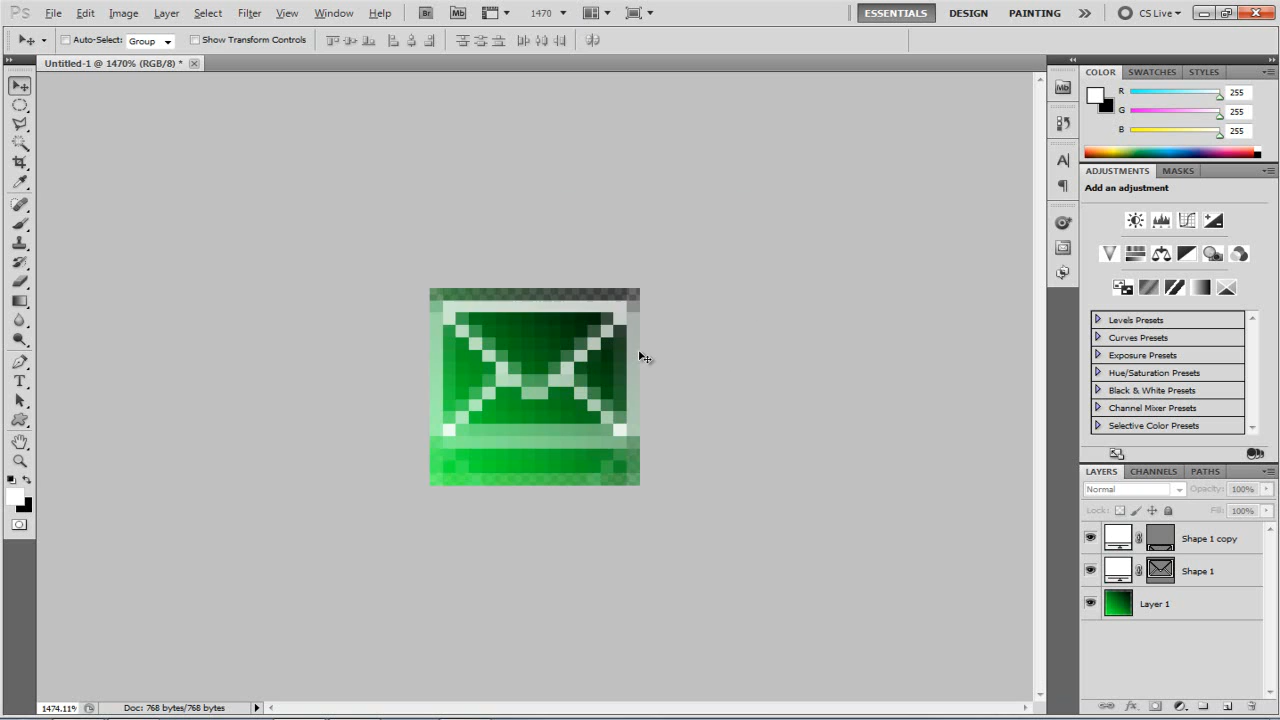 Ps File Edit Image Layer Select Filter View Window Help Br Mb 1470 ESSENTIALS DESIGN PAINTING CS Live
Auto-Select: Group Show Transform Controls
Untitled-1 @ 1470% (RGB/8) *
COLOR SWATCHES STYLES
R 255
G 255
B 255
ADJUSTMENTS MASKS
Add an adjustment
Levels Presets
Curves Presets
Exposure Presets
Hue/Saturation Presets
Black & White Presets
Channel Mixer Presets
Selective Color Presets
LAYERS CHANNELS PATHS
Normal Opacity: 100%
Lock: Fill: 100%
Shape 1 copy
Shape 1
Layer 1
1474.11% Doc: 768 bytes/768 bytes